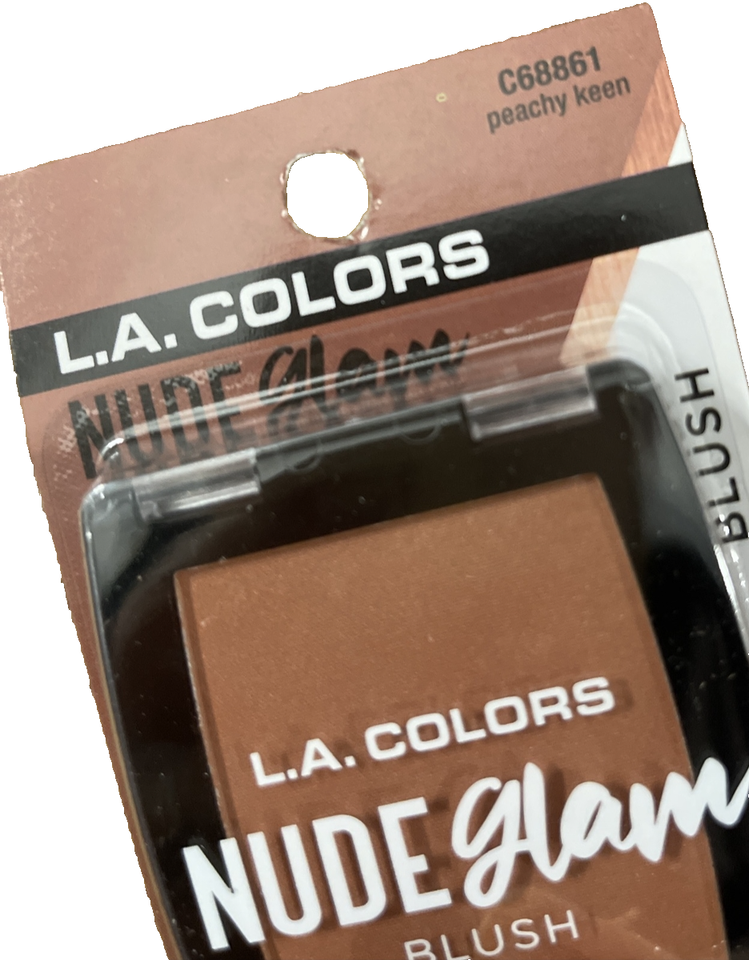 C68861
peachy keen
L.A. COLORS
NUDE glam
BLUSH
L.A. COLORS
NUDE glam
BLUSH